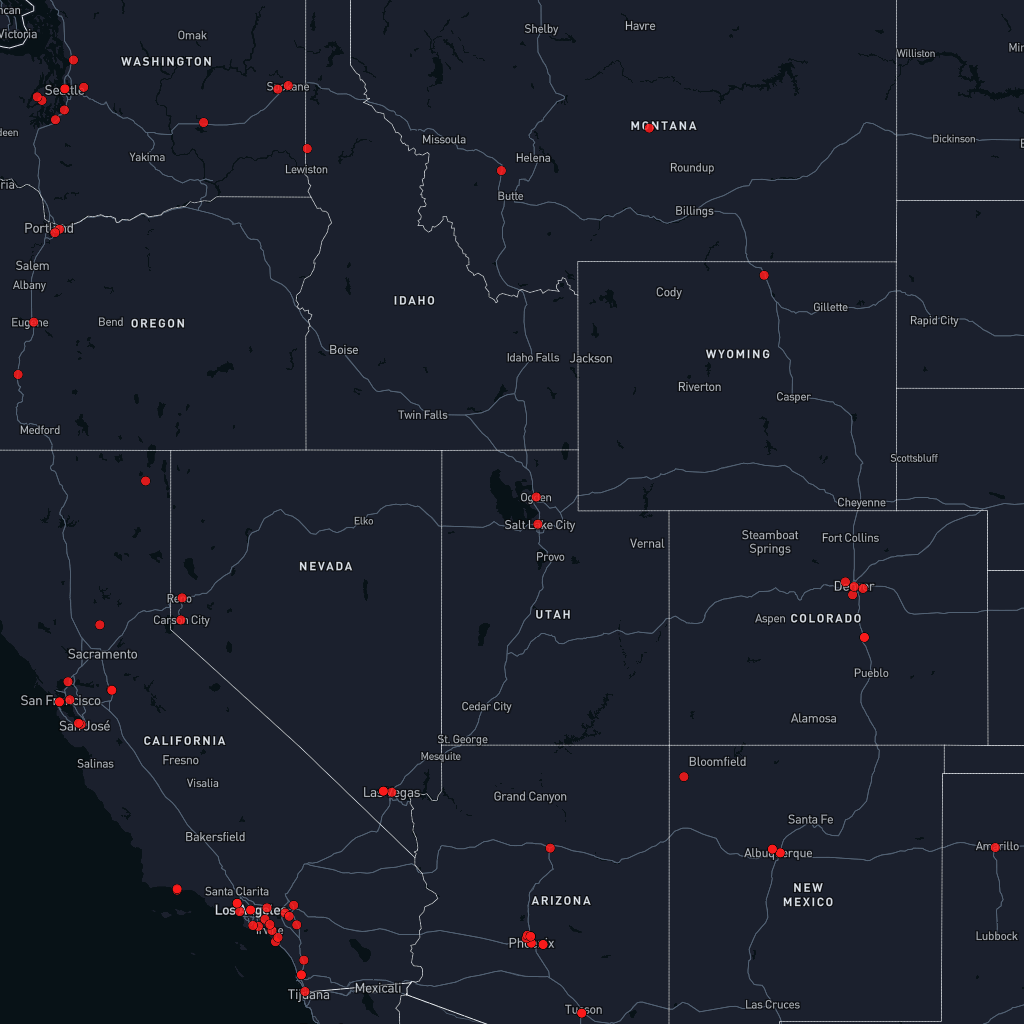 ncan
Victoria
Omak
WASHINGTON
Shelby
Havre
Williston
Seattle
Spokane
MONTANA
Missoula
Helena
Dickinson
Yakima
Lewiston
Roundup
Butte
Billings
ria
Portland
Salem
Albany
IDAHO
Cody
Gillette
Rapid City
Eugene
Bend
OREGON
Boise
Idaho Falls
Jackson
WYOMING
Riverton
Casper
Twin Falls
Medford
Scottsbluff
Ogden
Cheyenne
Elko
Salt Lake City
Steamboat
Springs
Fort Collins
Vernal
Provo
NEVADA
Denver
Reno
Carson City
UTAH
Aspen
COLORADO
Sacramento
Pueblo
San Francisco
Cedar City
San José
Alamosa
CALIFORNIA
St. George
Mesquite
Fresno
Salinas
Bloomfield
Visalia
Las Vegas
Grand Canyon
Santa Fe
Bakersfield
Albuquerque
Amarillo
Santa Clarita
NEW
MEXICO
ARIZONA
Los Angeles
Irvine
Phoenix
Lubbock
Tijuana
Mexicali
Las Cruces
Tucson